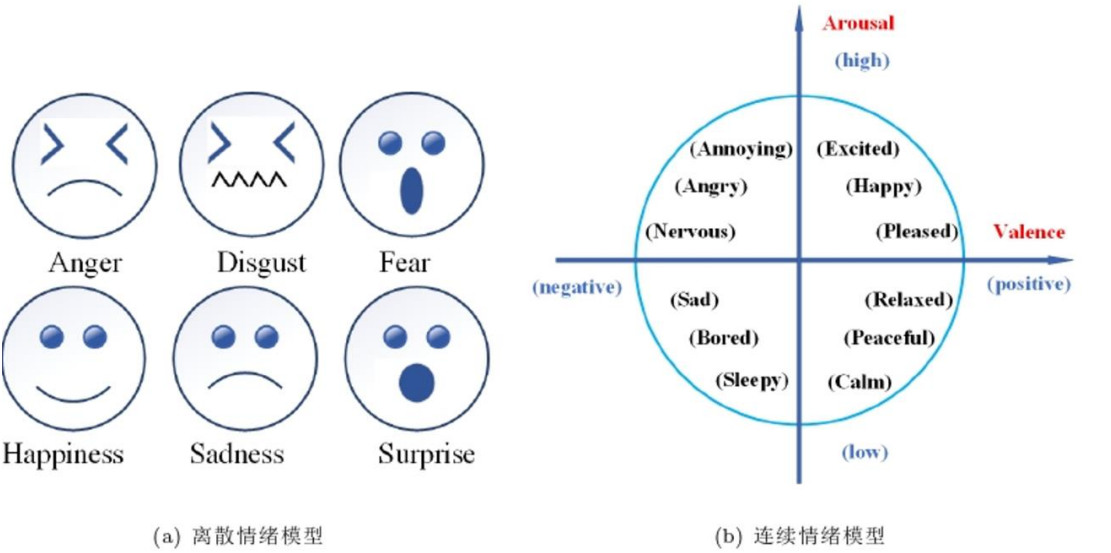 Anger Disgust Fear
Happiness Sadness Surprise
(a) 离散情绪模型
Arousal
(high)
(Annoying) (Excited)
(Angry) (Happy)
(Nervous) (Pleased) Valence
(negative) (positive)
(Sad) (Relaxed)
(Bored) (Peaceful)
(Sleepy) (Calm)
(low)
(b) 连续情绪模型